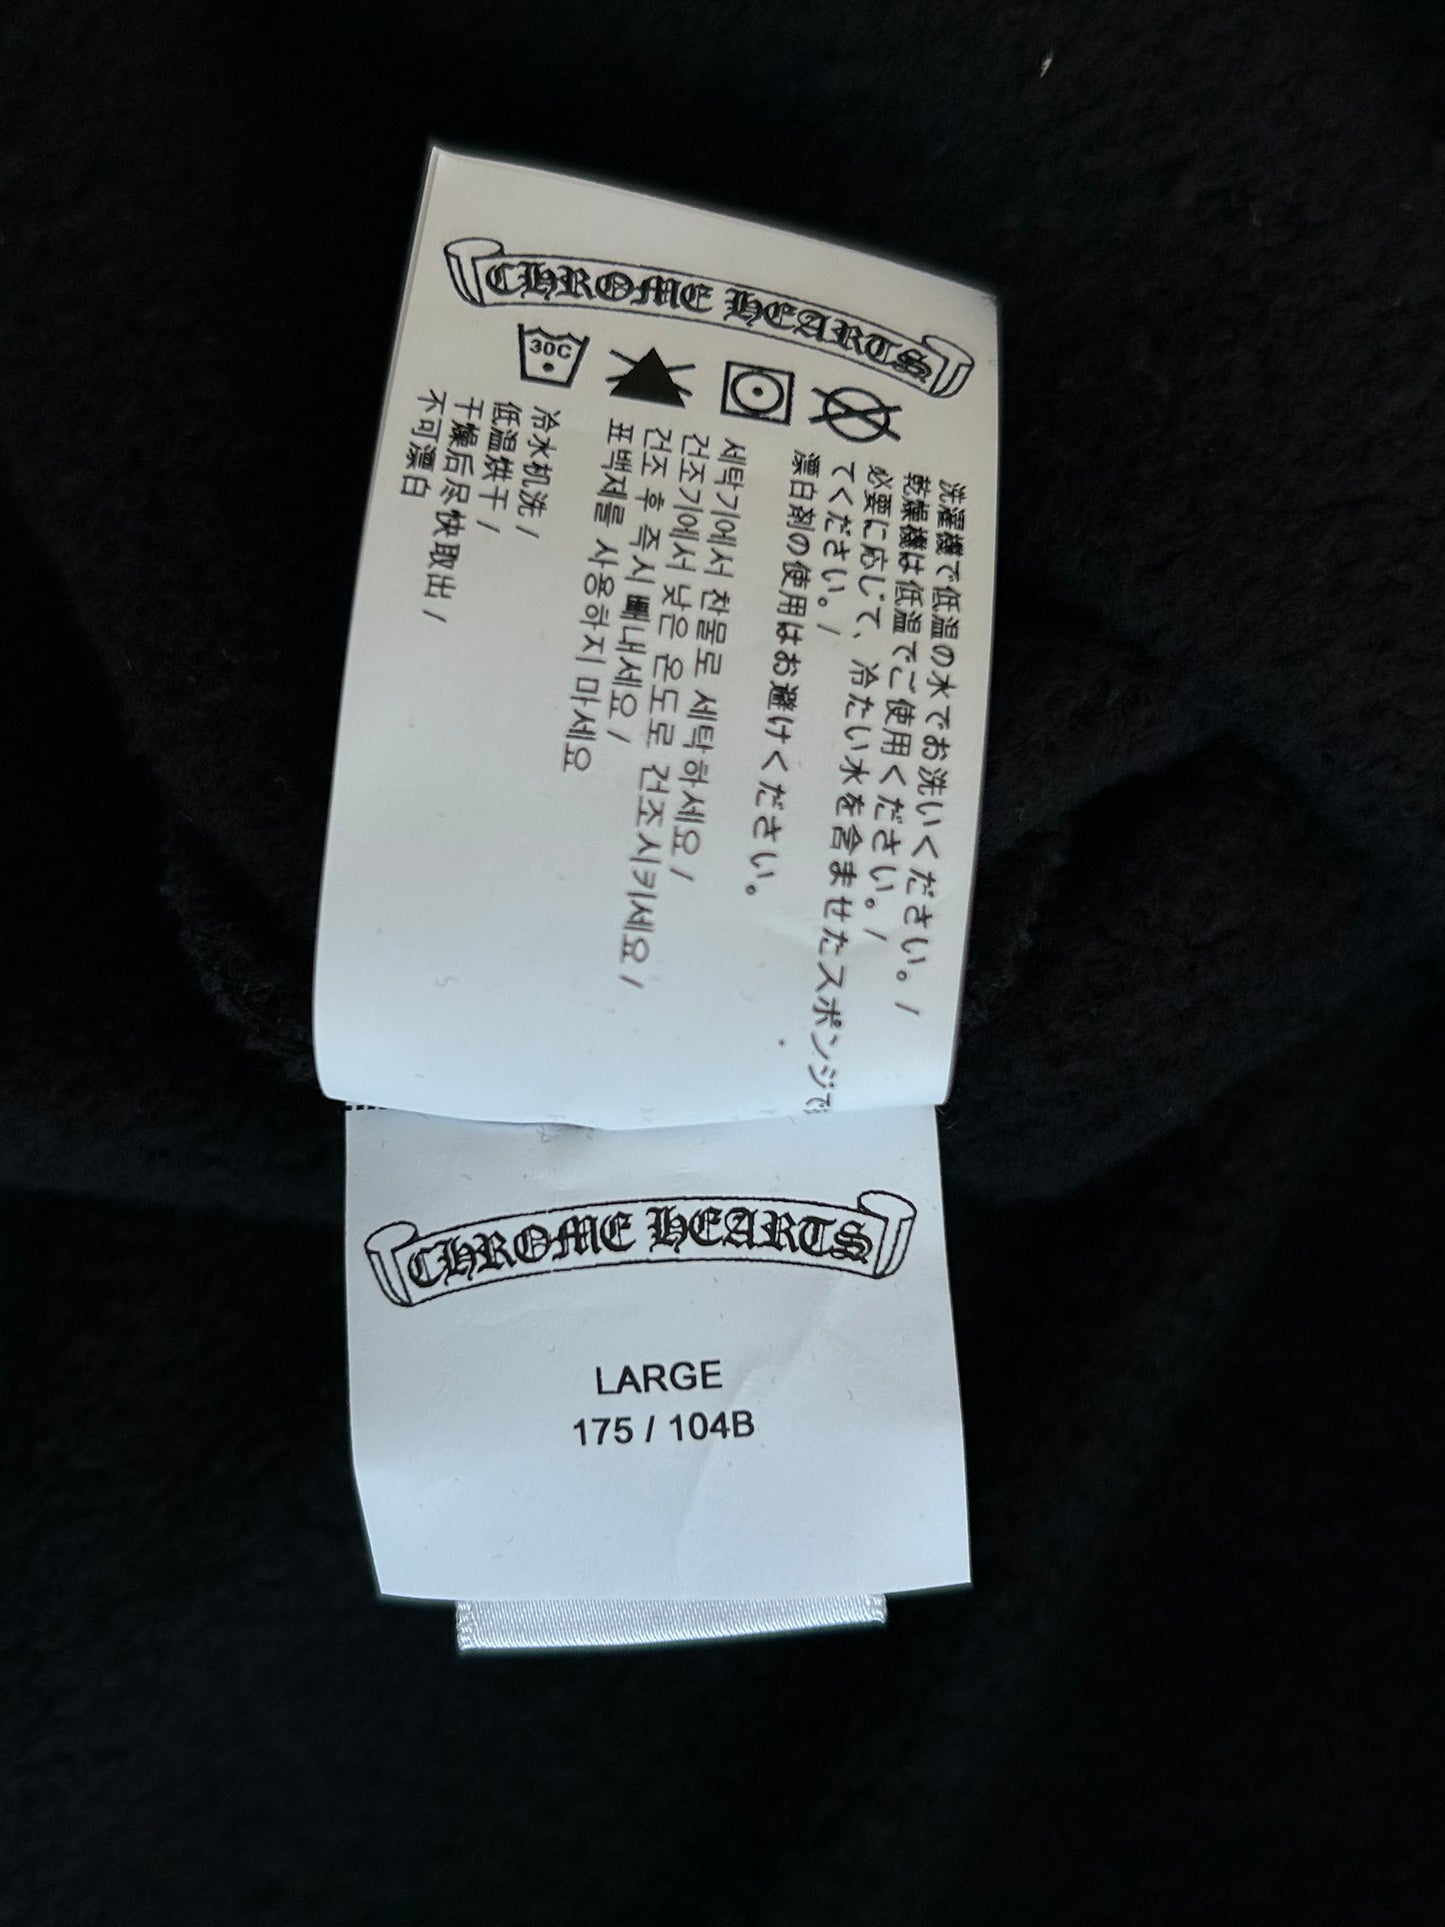 CHROME HEARTS
30C
洗濯機で低温の水でお洗いください。/
乾燥機は低温でご使用ください。/
必要に応じて、冷たい水を含ませたスポンジで
てください。/
漂白剤の使用はお避けください。
세탁기에서 찬물로 세탁하세요 /
건조기에서 낮은 온도로 건조시키세요 /
건조 후 즉시 빼내세요 /
표백제를 사용하지 마세요
冷水机洗 /
低温烘干 /
干燥后尽快取出 /
不可漂白
CHROME HEARTS
LARGE
175 / 104B